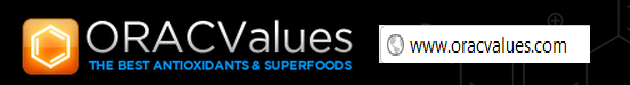 ORACValues
THE BEST ANTIOXIDANTS & SUPERFOODS
www.oracvalues.com